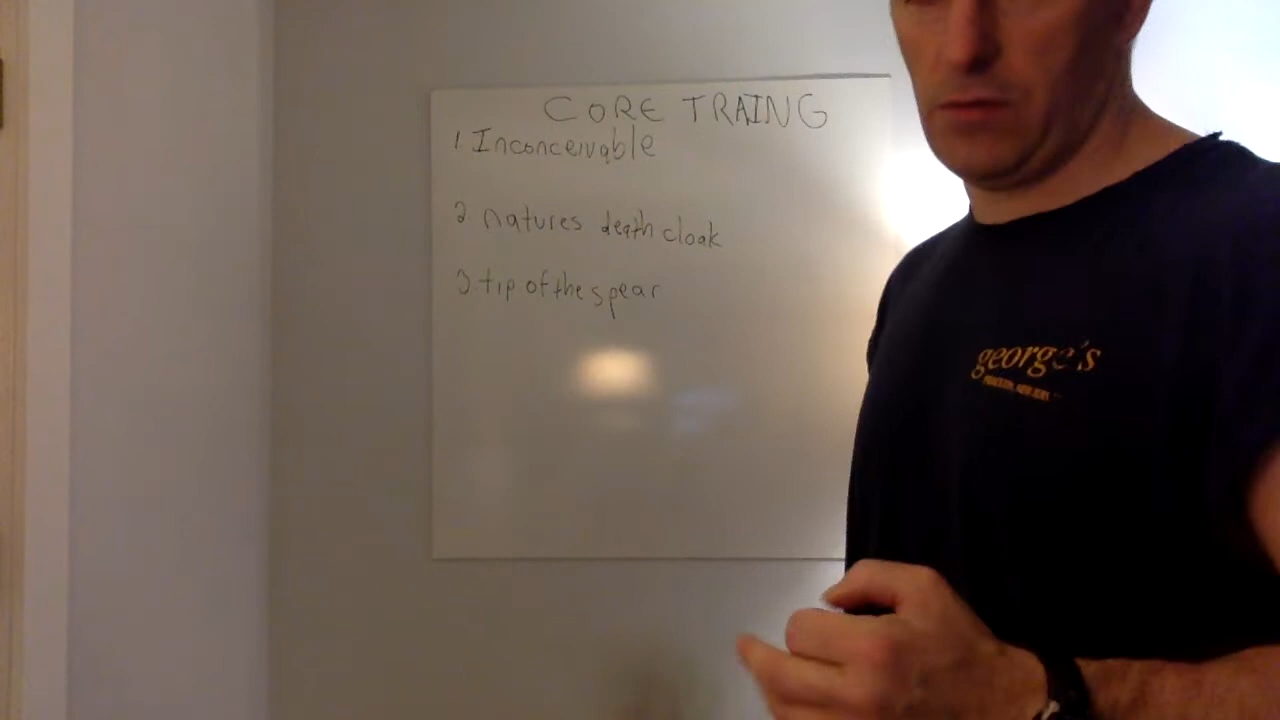 CORE TRAING
1 Inconceivable
2 natures death cloak
3 tip of the spear
george's